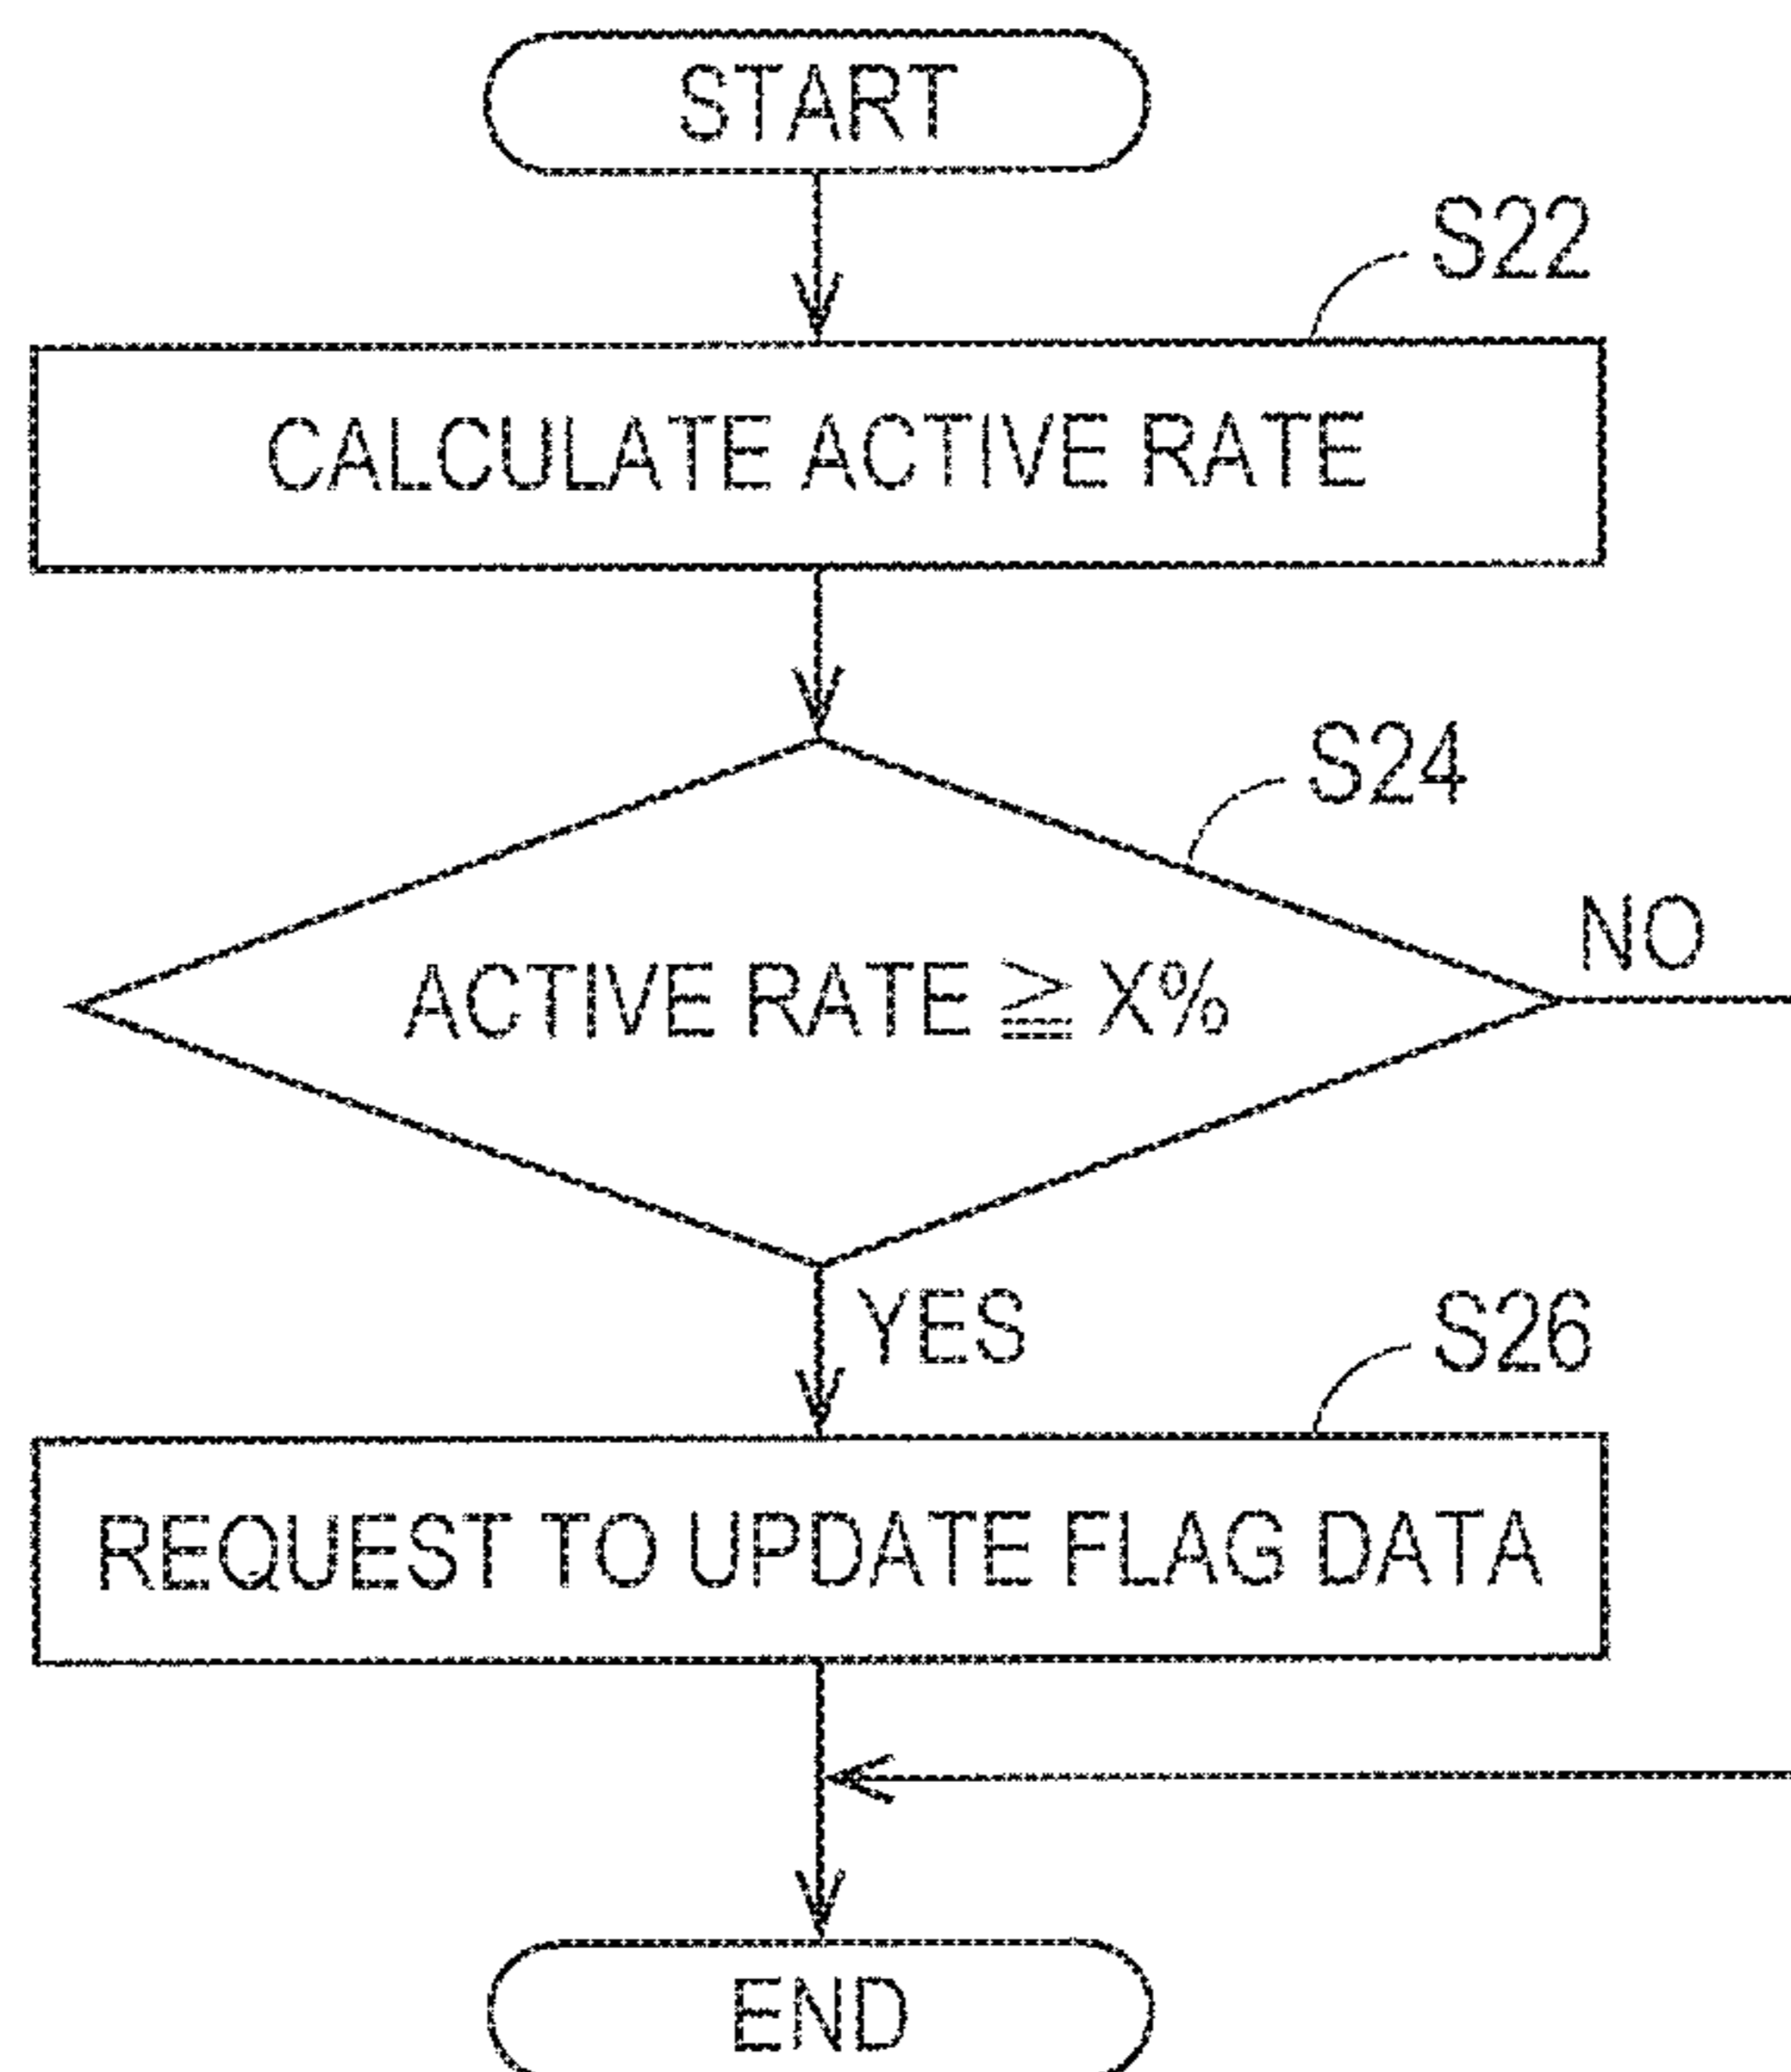 START
S22
CALCULATE ACTIVE RATE
S24
NO
ACTIVE RATE ≧ X%
YES
S26
REQUEST TO UPDATE FLAG DATA
END